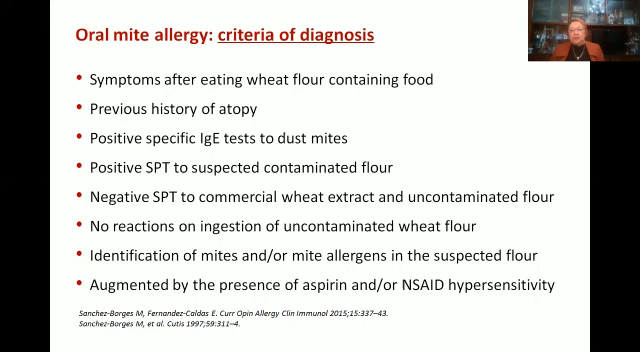 Oral mite allergy: criteria of diagnosis
• Symptoms after eating wheat flour containing food
• Previous history of atopy
• Positive specific IgE tests to dust mites
• Positive SPT to suspected contaminated flour
• Negative SPT to commercial wheat extract and uncontaminated flour
• No reactions on ingestion of uncontaminated wheat flour
• Identification of mites and/or mite allergens in the suspected flour
• Augmented by the presence of aspirin and/or NSAID hypersensitivity
Sanchez-Borges M, Fernandez-Caldas E. Curr Opin Allergy Clin Immunol 2015;15:337–43.
Sanchez-Borges M, et al. Cutis 1997;59:311–4.